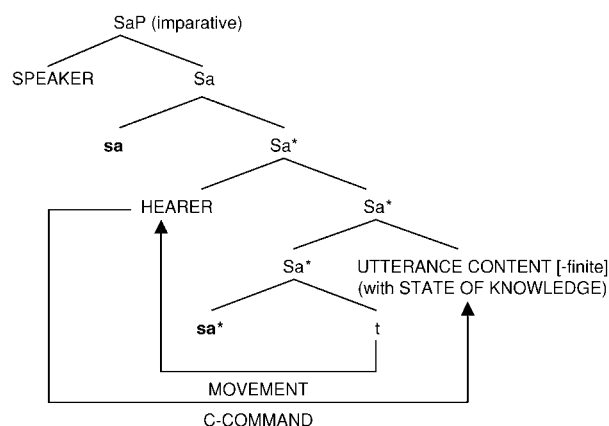 SaP (imparative)
SPEAKER Sa
sa Sa*
HEARER Sa*
Sa* UTTERANCE CONTENT [-finite]
(with STATE OF KNOWLEDGE)
sa* t
MOVEMENT
C-COMMAND